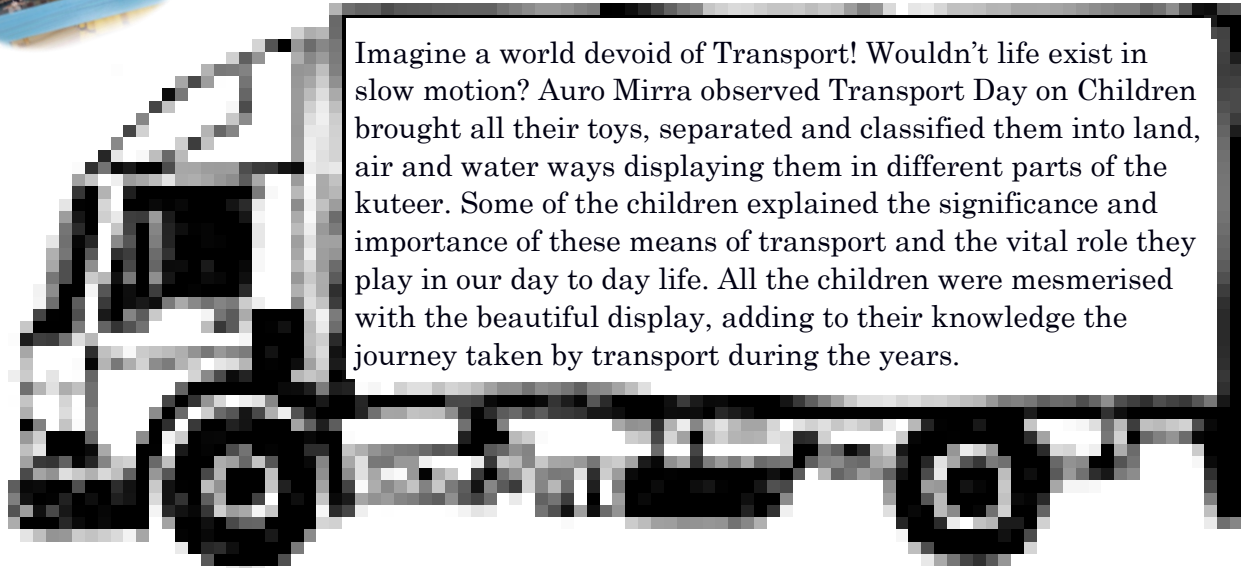 Imagine a world devoid of Transport! Wouldn’t life exist in
slow motion? Auro Mirra observed Transport Day on Children
brought all their toys, separated and classified them into land,
air and water ways displaying them in different parts of the
kuteer. Some of the children explained the significance and
importance of these means of transport and the vital role they
play in our day to day life. All the children were mesmerised
with the beautiful display, adding to their knowledge the
journey taken by transport during the years.